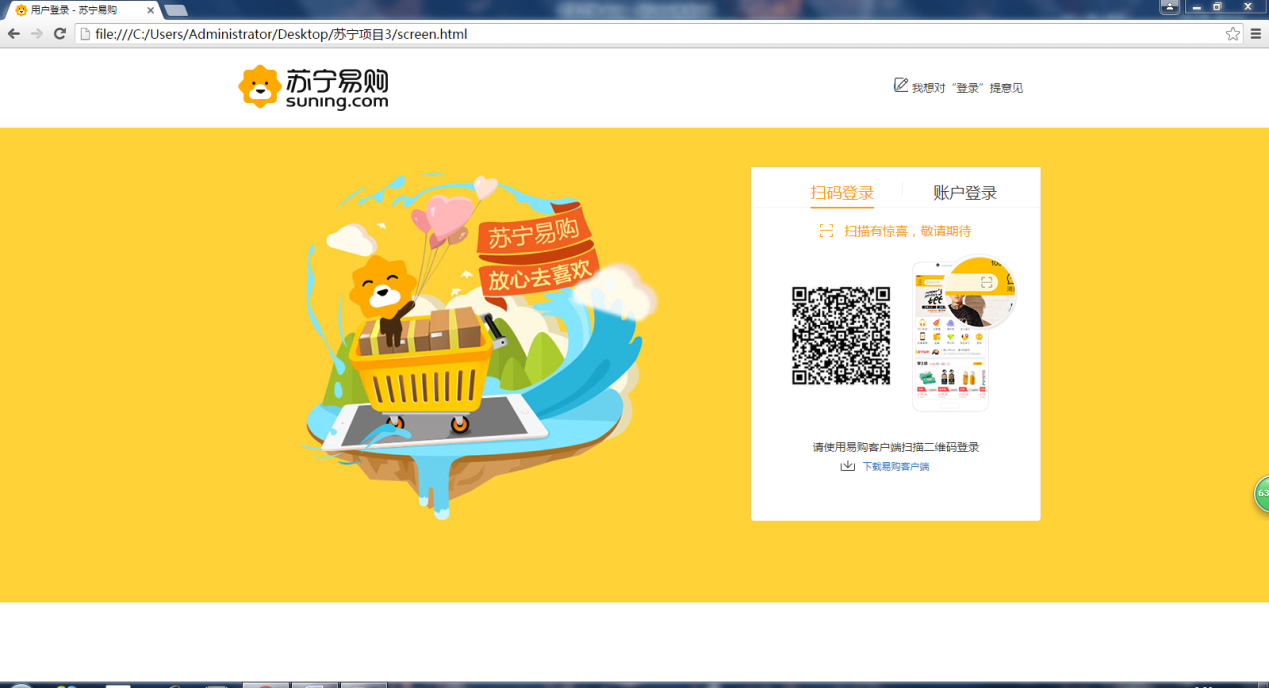 用户登录 - 苏宁易购
file:///C:/Users/Administrator/Desktop/苏宁项目3/screen.html
苏宁易购
suning.com
我想对“登录”提意见
扫码登录
账户登录
扫描有惊喜，敬请期待
苏宁易购
放心去喜欢
请使用易购客户端扫描二维码登录
下载易购客户端
63